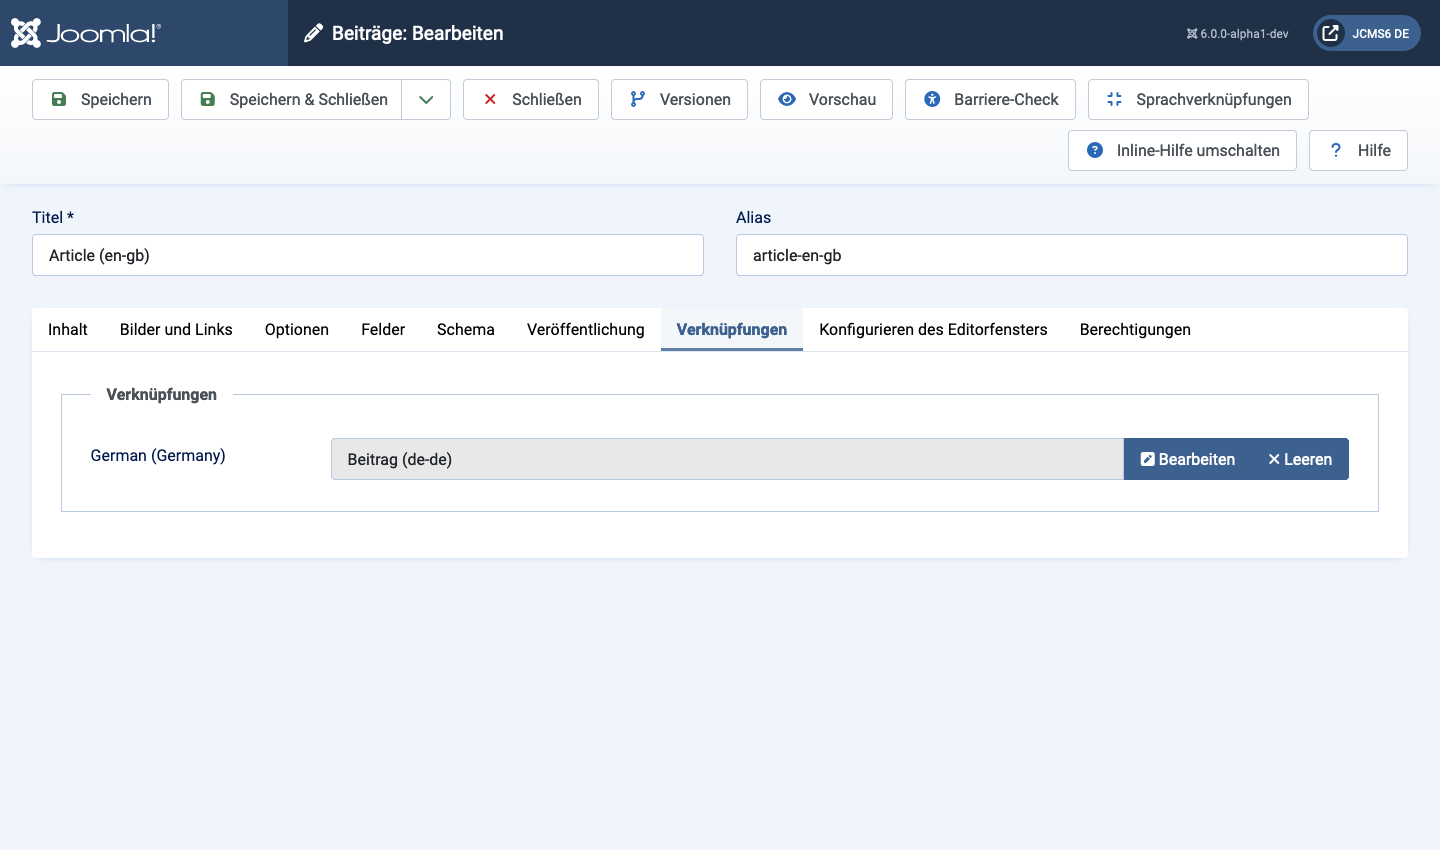 Joomla!®
Beiträge: Bearbeiten
6.0.0-alpha1-dev
JCMS6 DE
Speichern
Speichern & Schließen
Schließen
Versionen
Vorschau
Barriere-Check
Sprachverknüpfungen
Inline-Hilfe umschalten
? Hilfe
Titel *
Alias
Article (en-gb)
article-en-gb
Inhalt
Bilder und Links
Optionen
Felder
Schema
Veröffentlichung
Verknüpfungen
Konfigurieren des Editorfensters
Berechtigungen
Verknüpfungen
German (Germany)
Beitrag (de-de)
Bearbeiten
Leeren